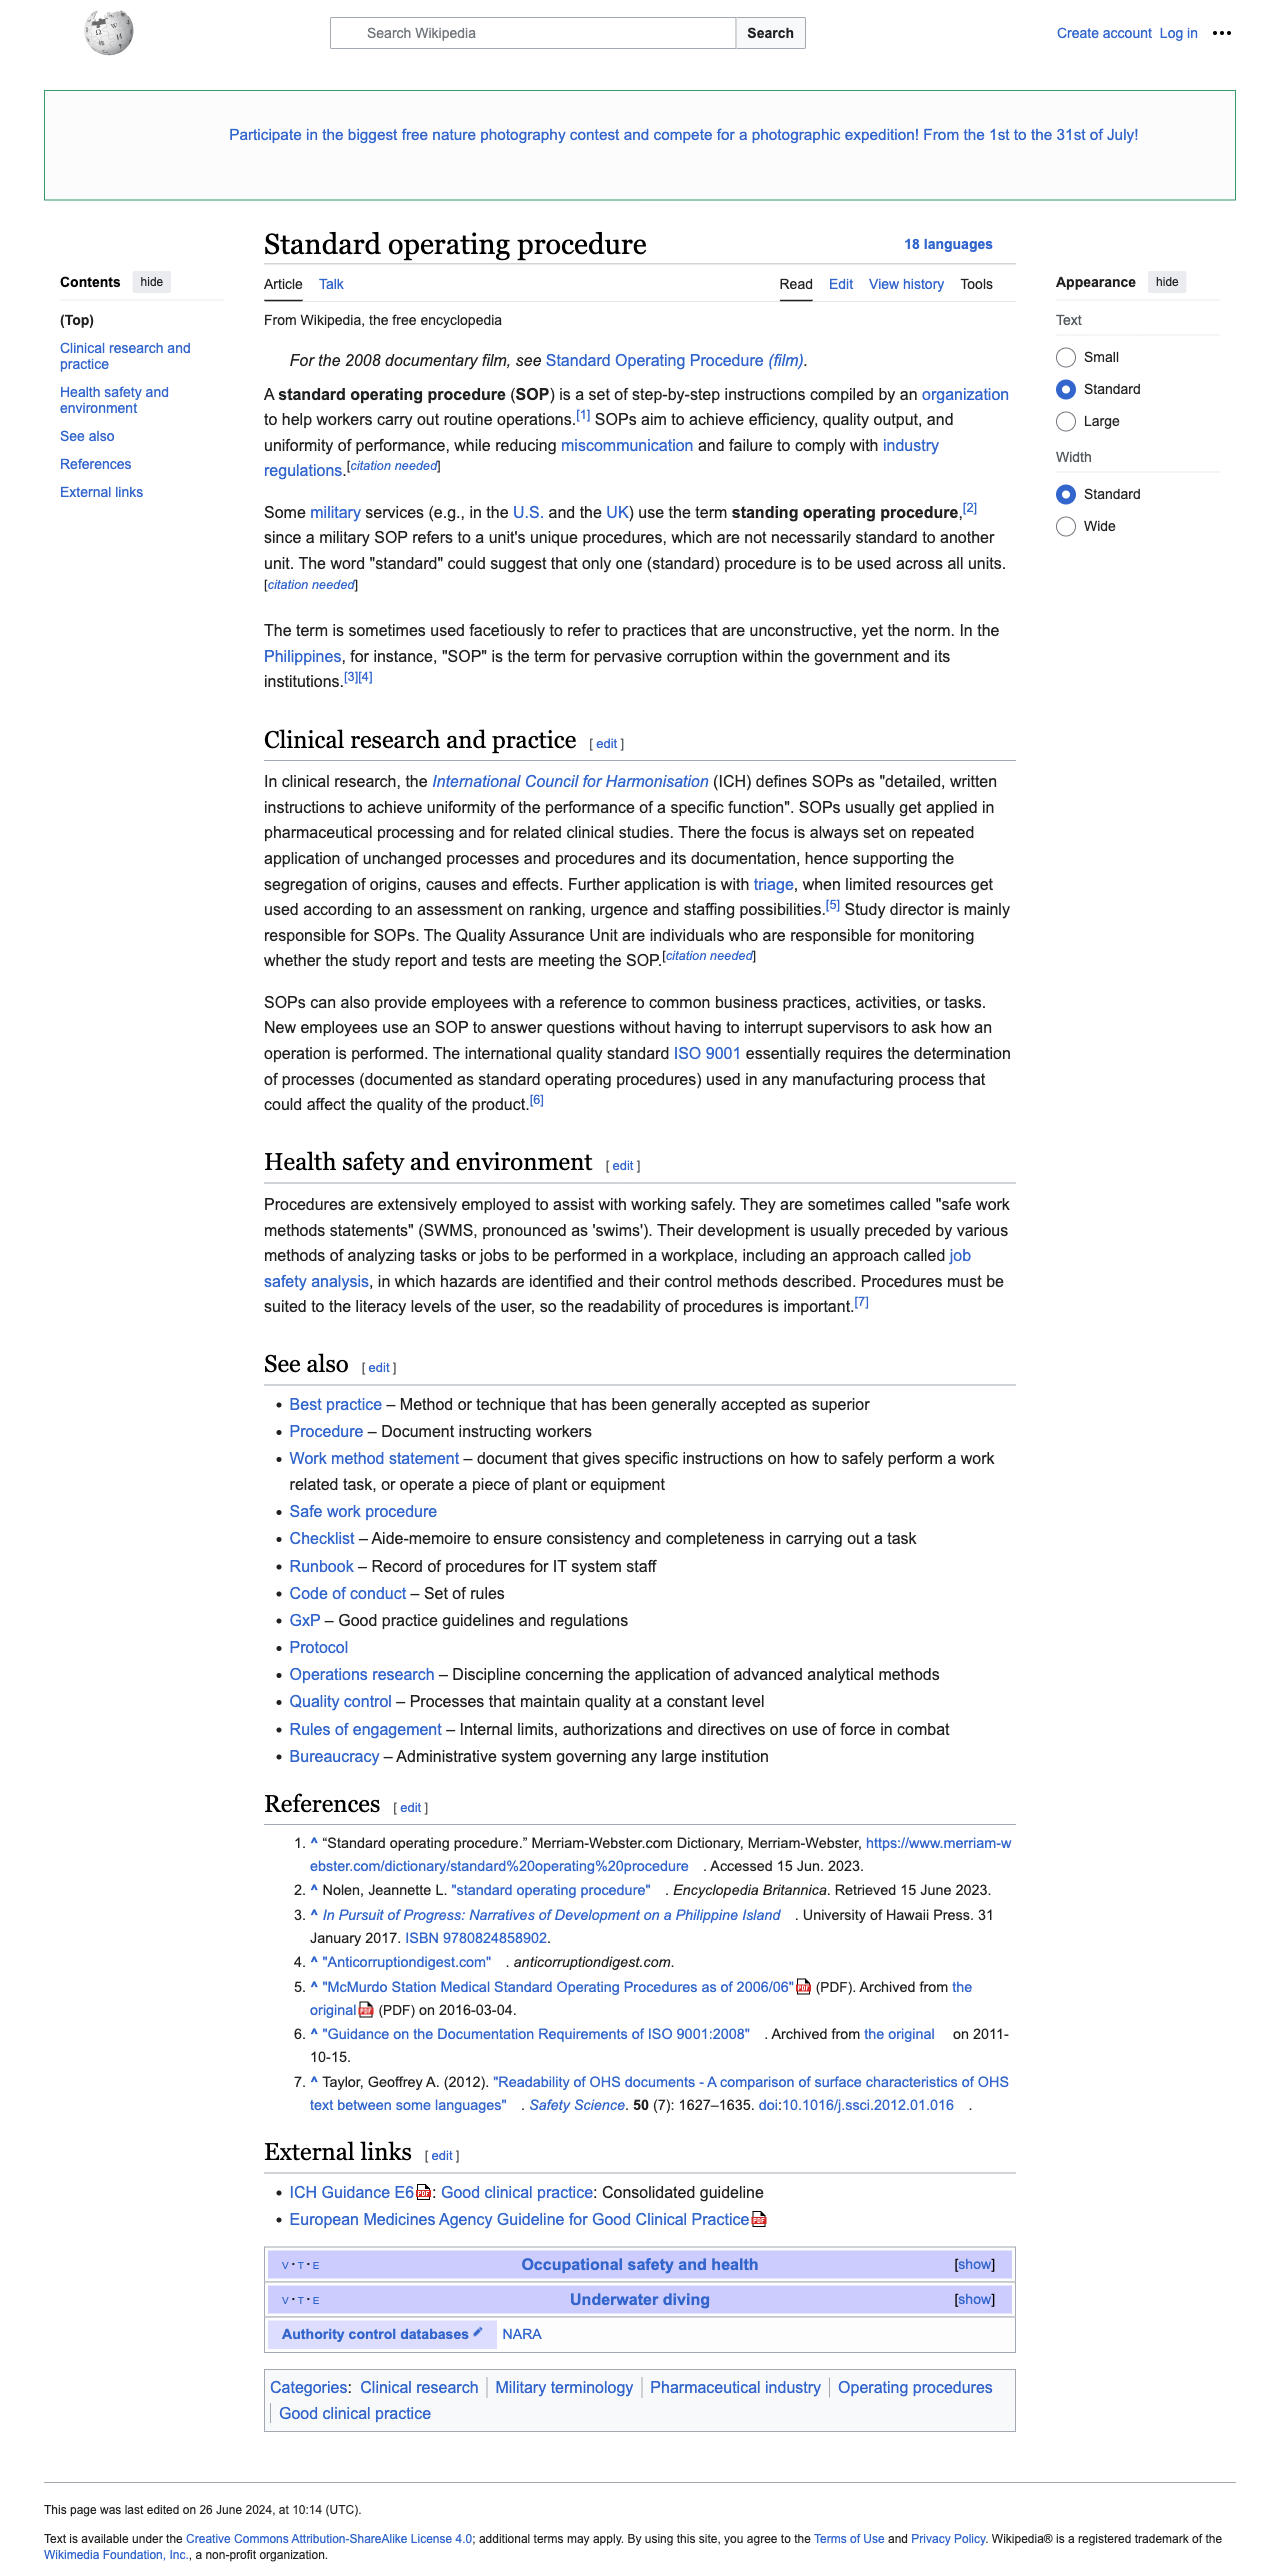 Search Wikipedia
Search
Create account Log in
Participate in the biggest free nature photography contest and compete for a photographic expedition! From the 1st to the 31st of July!
Standard operating procedure
18 languages
Contents hide
(Top)
Clinical research and
practice
Health safety and
environment
See also
References
External links
Article Talk
Read Edit View history Tools
Appearance hide
Text
Small
Standard
Large
Width
Standard
Wide
From Wikipedia, the free encyclopedia
For the 2008 documentary film, see Standard Operating Procedure (film).
A standard operating procedure (SOP) is a set of step-by-step instructions compiled by an organization
to help workers carry out routine operations.[1] SOPs aim to achieve efficiency, quality output, and
uniformity of performance, while reducing miscommunication and failure to comply with industry
regulations.[citation needed]
Some military services (e.g., in the U.S. and the UK) use the term standing operating procedure,[2]
since a military SOP refers to a unit's unique procedures, which are not necessarily standard to another
unit. The word "standard" could suggest that only one (standard) procedure is to be used across all units.
[citation needed]
The term is sometimes used facetiously to refer to practices that are unconstructive, yet the norm. In the
Philippines, for instance, "SOP" is the term for pervasive corruption within the government and its
institutions.[3][4]
Clinical research and practice [ edit ]
In clinical research, the International Council for Harmonisation (ICH) defines SOPs as "detailed, written
instructions to achieve uniformity of the performance of a specific function". SOPs usually get applied in
pharmaceutical processing and for related clinical studies. There the focus is always set on repeated
application of unchanged processes and procedures and its documentation, hence supporting the
segregation of origins, causes and effects. Further application is with triage, when limited resources get
used according to an assessment on ranking, urgence and staffing possibilities.[5] Study director is mainly
responsible for SOPs. The Quality Assurance Unit are individuals who are responsible for monitoring
whether the study report and tests are meeting the SOP.[citation needed]
SOPs can also provide employees with a reference to common business practices, activities, or tasks.
New employees use an SOP to answer questions without having to interrupt supervisors to ask how an
operation is performed. The international quality standard ISO 9001 essentially requires the determination
of processes (documented as standard operating procedures) used in any manufacturing process that
could affect the quality of the product.[6]
Health safety and environment [ edit ]
Procedures are extensively employed to assist with working safely. They are sometimes called "safe work
methods statements" (SWMS, pronounced as 'swims'). Their development is usually preceded by various
methods of analyzing tasks or jobs to be performed in a workplace, including an approach called job
safety analysis, in which hazards are identified and their control methods described. Procedures must be
suited to the literacy levels of the user, so the readability of procedures is important.[7]
See also [ edit ]
• Best practice – Method or technique that has been generally accepted as superior
• Procedure – Document instructing workers
• Work method statement – document that gives specific instructions on how to safely perform a work
related task, or operate a piece of plant or equipment
• Safe work procedure
• Checklist – Aide-memoire to ensure consistency and completeness in carrying out a task
• Runbook – Record of procedures for IT system staff
• Code of conduct – Set of rules
• GxP – Good practice guidelines and regulations
• Protocol
• Operations research – Discipline concerning the application of advanced analytical methods
• Quality control – Processes that maintain quality at a constant level
• Rules of engagement – Internal limits, authorizations and directives on use of force in combat
• Bureaucracy – Administrative system governing any large institution
References [ edit ]
1. ^ “Standard operating procedure.” Merriam-Webster.com Dictionary, Merriam-Webster, https://www.merriam-w
ebster.com/dictionary/standard%20operating%20procedure . Accessed 15 Jun. 2023.
2. ^ Nolen, Jeannette L. "standard operating procedure" . Encyclopedia Britannica. Retrieved 15 June 2023.
3. ^ In Pursuit of Progress: Narratives of Development on a Philippine Island . University of Hawaii Press. 31
January 2017. ISBN 9780824858902.
4. ^ "Anticorruptiondigest.com" . anticorruptiondigest.com.
5. ^ "McMurdo Station Medical Standard Operating Procedures as of 2006/06" (PDF). Archived from the
original (PDF) on 2016-03-04.
6. ^ "Guidance on the Documentation Requirements of ISO 9001:2008" . Archived from the original on 2011-
10-15.
7. ^ Taylor, Geoffrey A. (2012). "Readability of OHS documents - A comparison of surface characteristics of OHS
text between some languages" . Safety Science. 50 (7): 1627–1635. doi:10.1016/j.ssci.2012.01.016 .
External links [ edit ]
• ICH Guidance E6: Good clinical practice: Consolidated guideline
• European Medicines Agency Guideline for Good Clinical Practice
V · T · E Occupational safety and health [show]
V · T · E Underwater diving [show]
Authority control databases NARA
Categories: Clinical research | Military terminology | Pharmaceutical industry | Operating procedures
| Good clinical practice
This page was last edited on 26 June 2024, at 10:14 (UTC).
Text is available under the Creative Commons Attribution-ShareAlike License 4.0; additional terms may apply. By using this site, you agree to the Terms of Use and Privacy Policy. Wikipedia® is a registered trademark of the
Wikimedia Foundation, Inc., a non-profit organization.